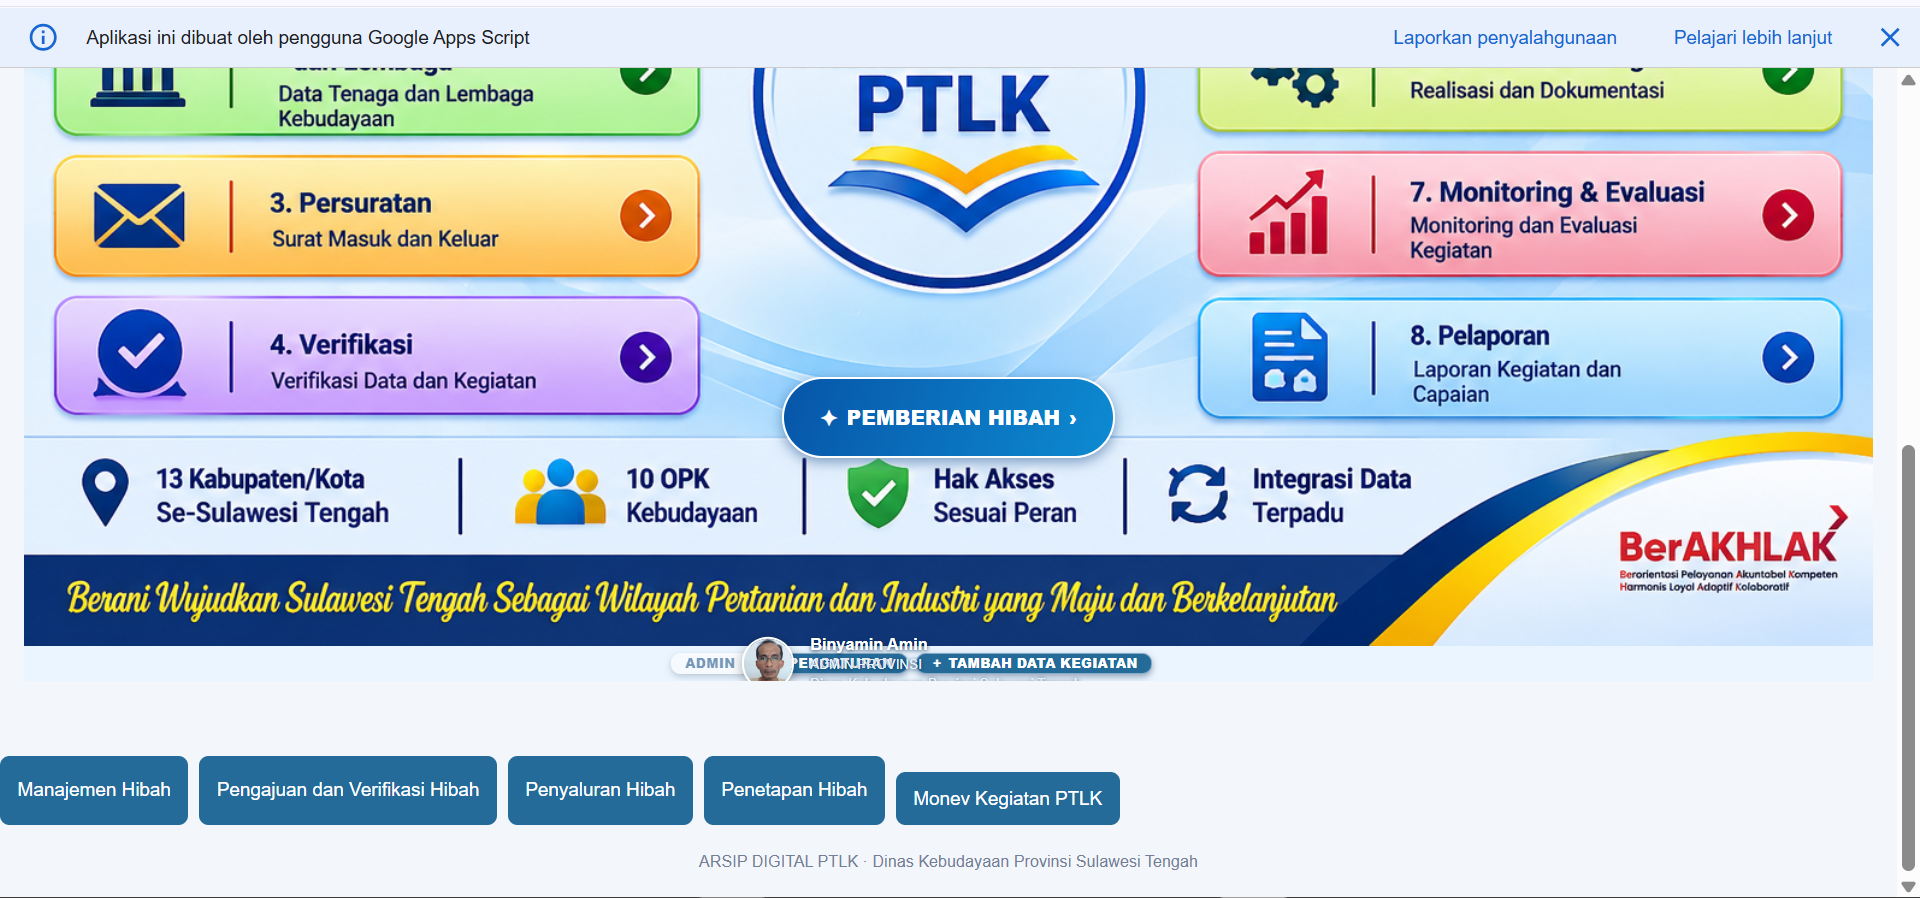 Aplikasi ini dibuat oleh pengguna Google Apps Script
Laporkan penyalahgunaan
Pelajari lebih lanjut
Data Tenaga dan Lembaga
Kebudayaan
PTLK
Realisasi dan Dokumentasi
3. Persuratan
Surat Masuk dan Keluar
7. Monitoring & Evaluasi
Monitoring dan Evaluasi
Kegiatan
4. Verifikasi
Verifikasi Data dan Kegiatan
8. Pelaporan
Laporan Kegiatan dan
Capaian
✦ PEMBERIAN HIBAH ›
13 Kabupaten/Kota
Se-Sulawesi Tengah
10 OPK
Kebudayaan
Hak Akses
Sesuai Peran
Integrasi Data
Terpadu
BerAKHLAK
Berorientasi Pelayanan Akuntabel Kompeten
Harmonis Loyal Adaptif Kolaboratif
Berani Wujudkan Sulawesi Tengah Sebagai Wilayah Pertanian dan Industri yang Maju dan Berkelanjutan
Binyamin Amin
ADMIN
PENGATURAN
ADMIN PROVINSI
+ TAMBAH DATA KEGIATAN
Manajemen Hibah
Pengajuan dan Verifikasi Hibah
Penyaluran Hibah
Penetapan Hibah
Monev Kegiatan PTLK
ARSIP DIGITAL PTLK · Dinas Kebudayaan Provinsi Sulawesi Tengah